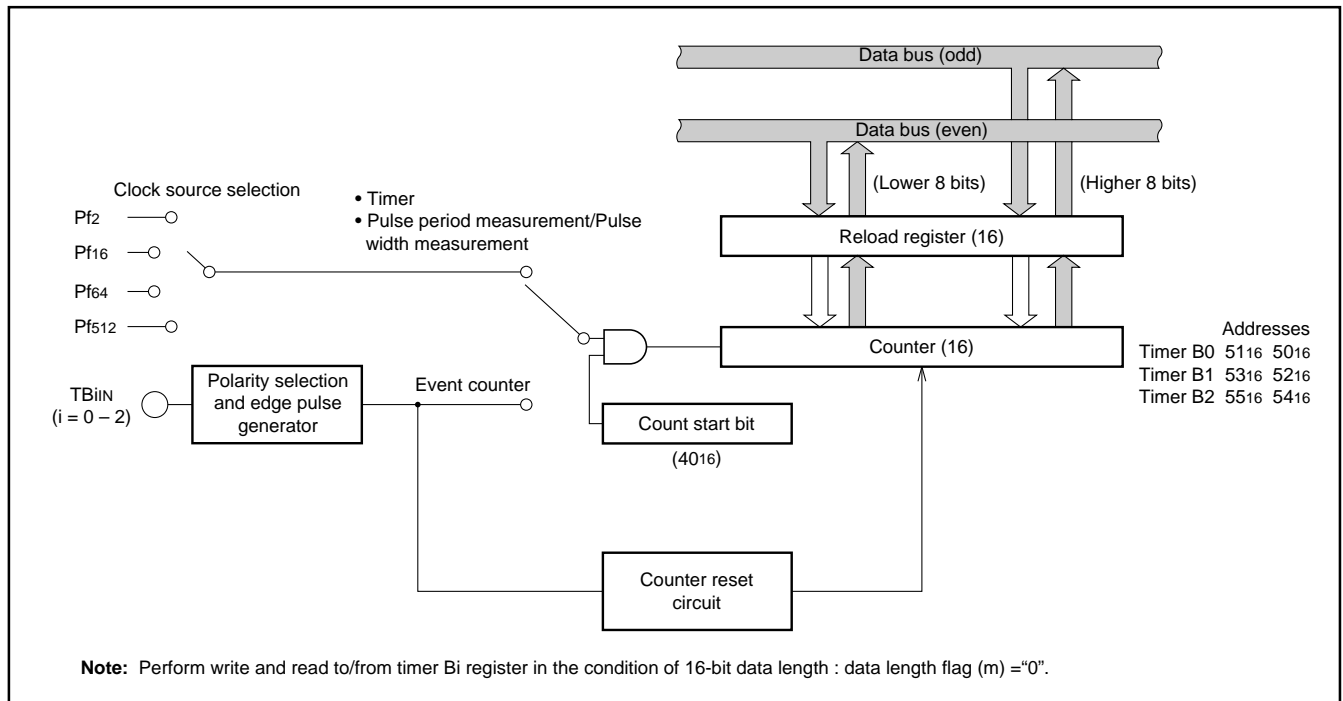 Data bus (odd)
Data bus (even)
(Lower 8 bits)
(Higher 8 bits)
Clock source selection
• Timer
• Pulse period measurement/Pulse
width measurement
Pf2
Pf16
Pf64
Pf512
Reload register (16)
Counter (16)
Addresses
Timer B0 5116 5016
Timer B1 5316 5216
Timer B2 5516 5416
TBiIN
(i = 0 – 2)
Polarity selection
and edge pulse
generator
Event counter
Count start bit
(4016)
Counter reset
circuit
Note: Perform write and read to/from timer Bi register in the condition of 16-bit data length : data length flag (m) =“0”.